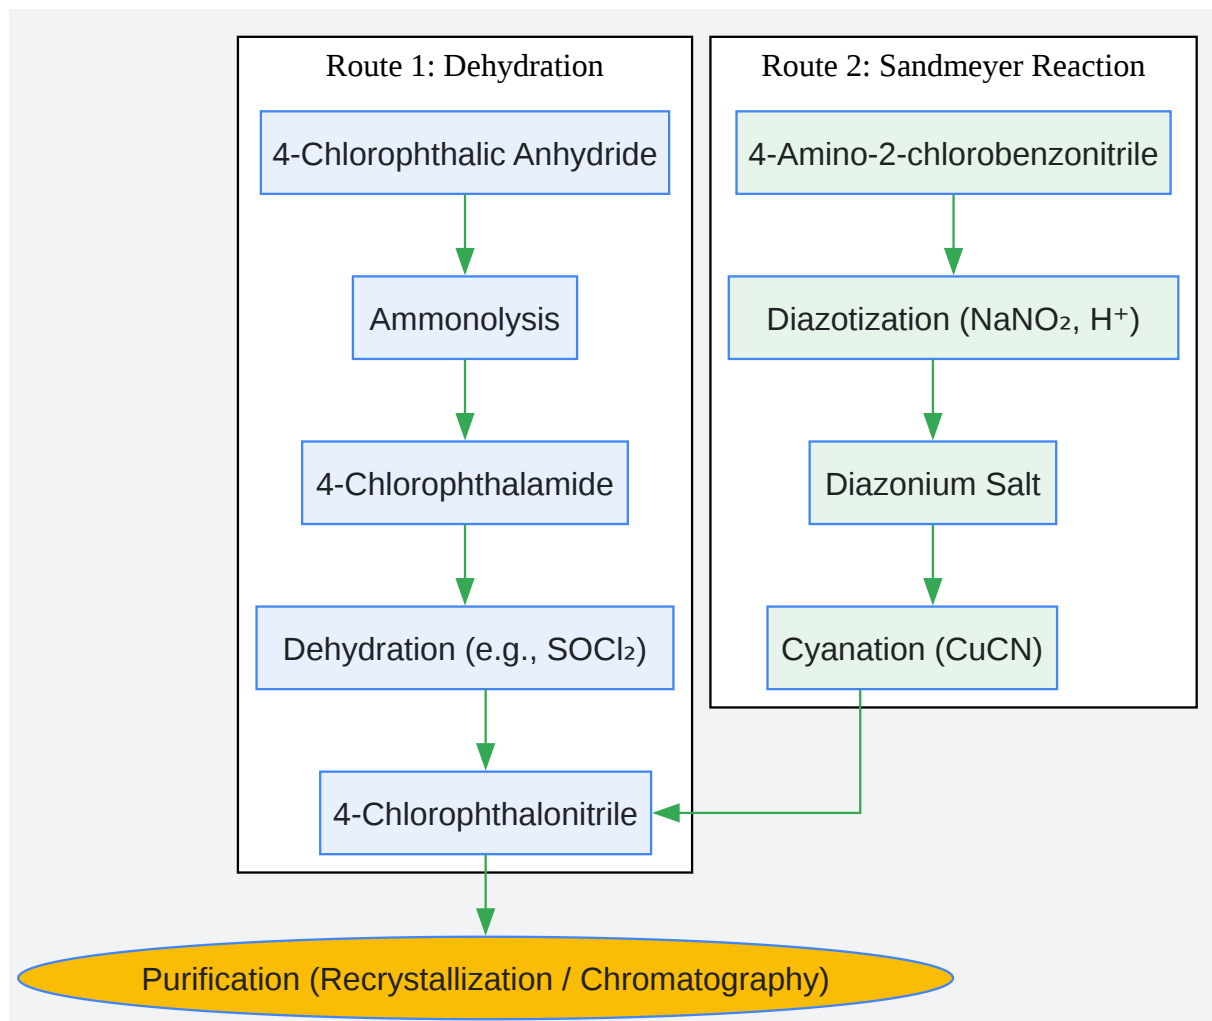 Route 1: Dehydration
4-Chlorophthalic Anhydride
Ammonolysis
4-Chlorophthalamide
Dehydration (e.g., SOCl₂)
4-Chlorophthalonitrile
Route 2: Sandmeyer Reaction
4-Amino-2-chlorobenzonitrile
Diazotization (NaNO₂, H⁺)
Diazonium Salt
Cyanation (CuCN)
Purification (Recrystallization / Chromatography)